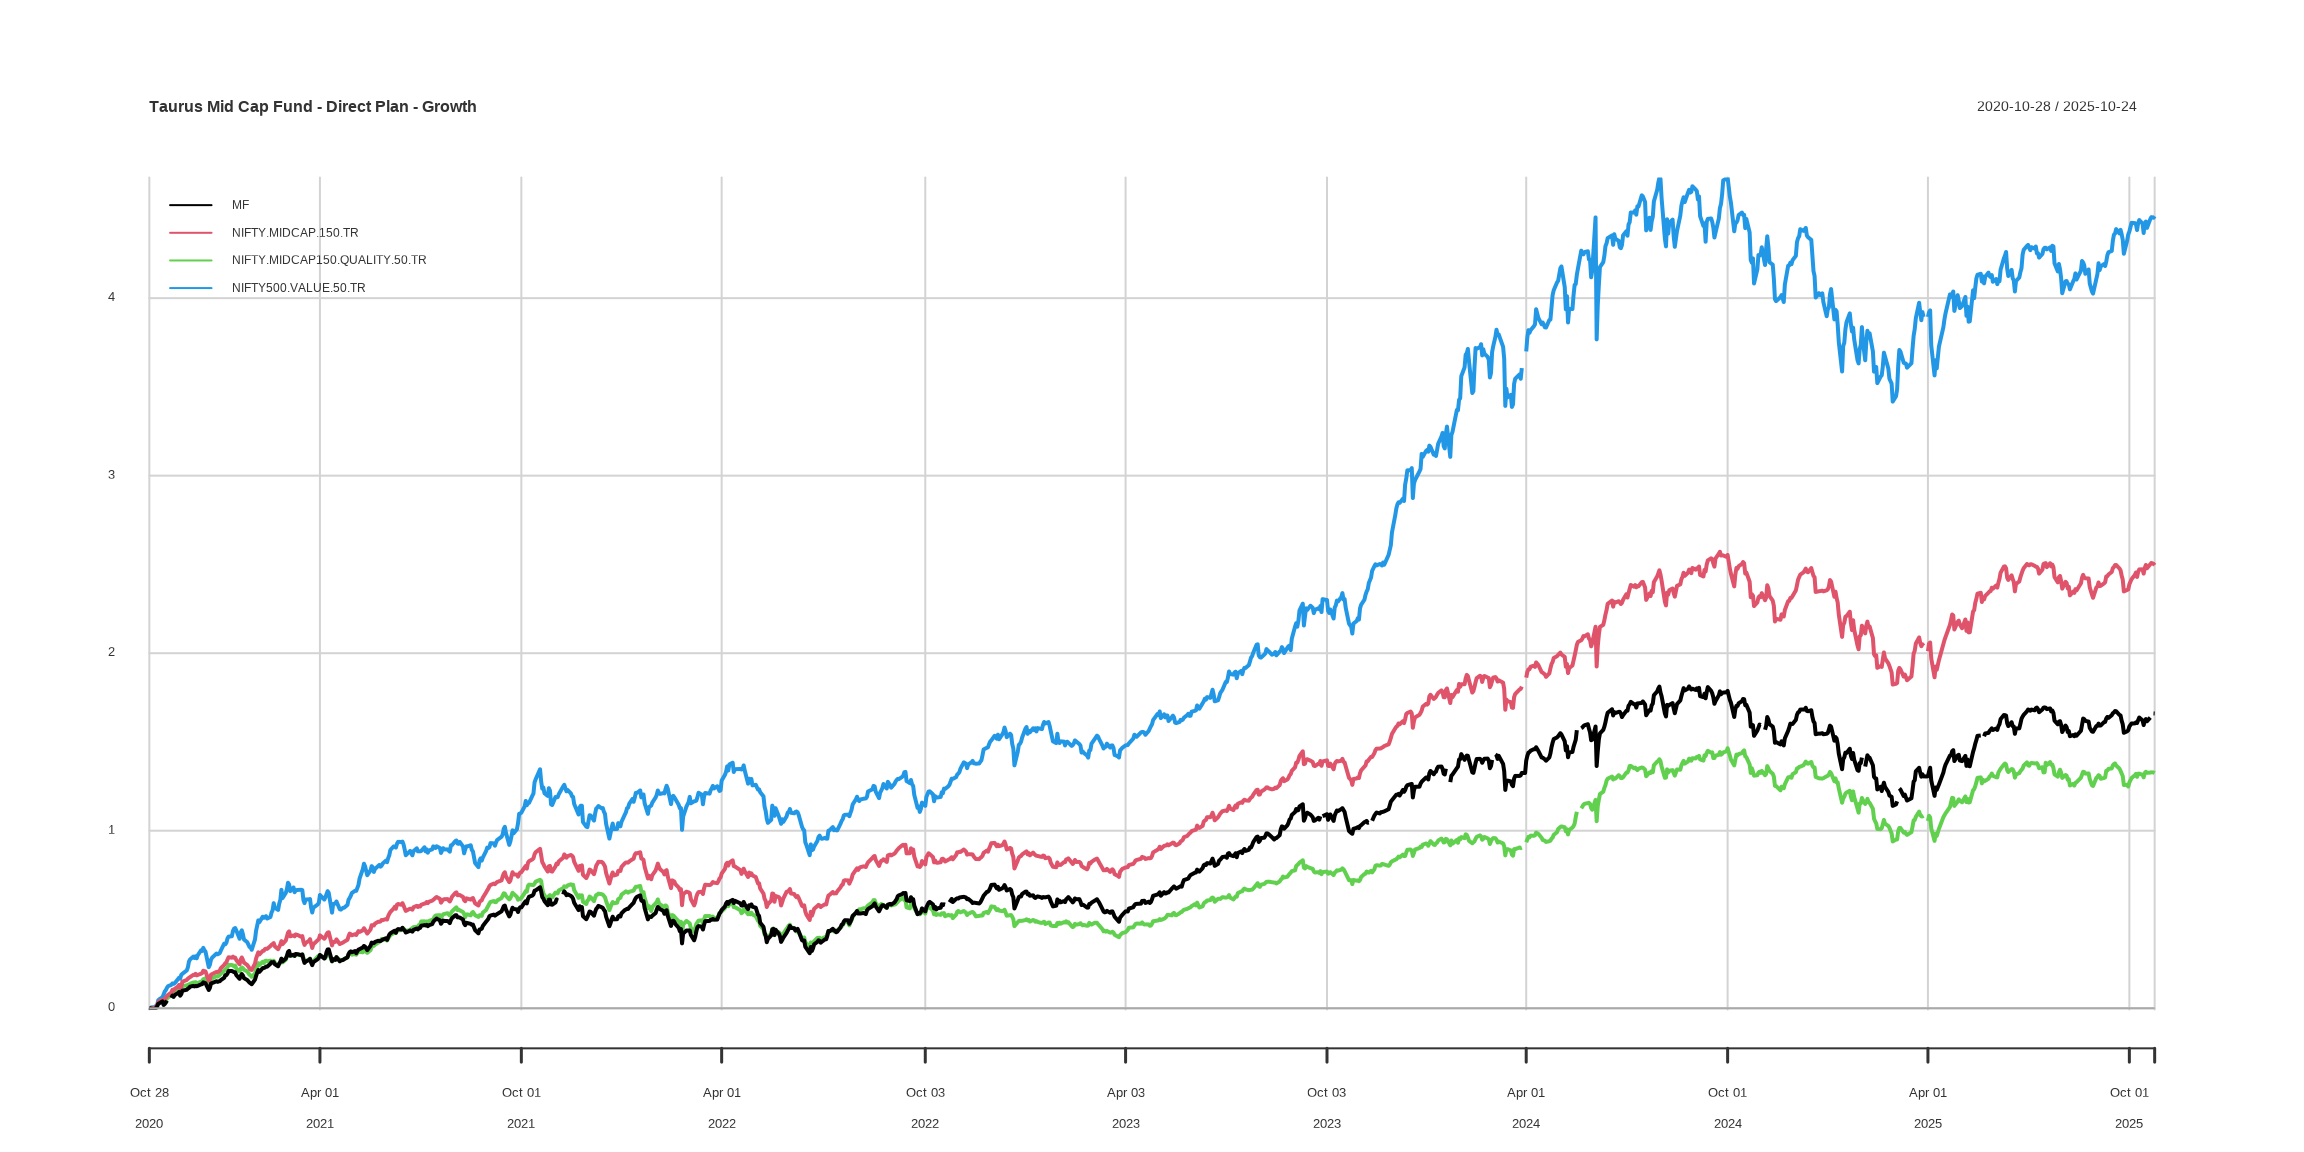 Taurus Mid Cap Fund - Direct Plan - Growth
2020-10-28 / 2025-10-24
MF
NIFTY.MIDCAP.150.TR
NIFTY.MIDCAP150.QUALITY.50.TR
NIFTY500.VALUE.50.TR
4
3
2
1
0
Oct 28 Apr 01 Oct 01 Apr 01 Oct 03 Apr 03 Oct 03 Apr 01 Oct 01 Apr 01 Oct 01
2020 2021 2021 2022 2022 2023 2023 2024 2024 2025 2025